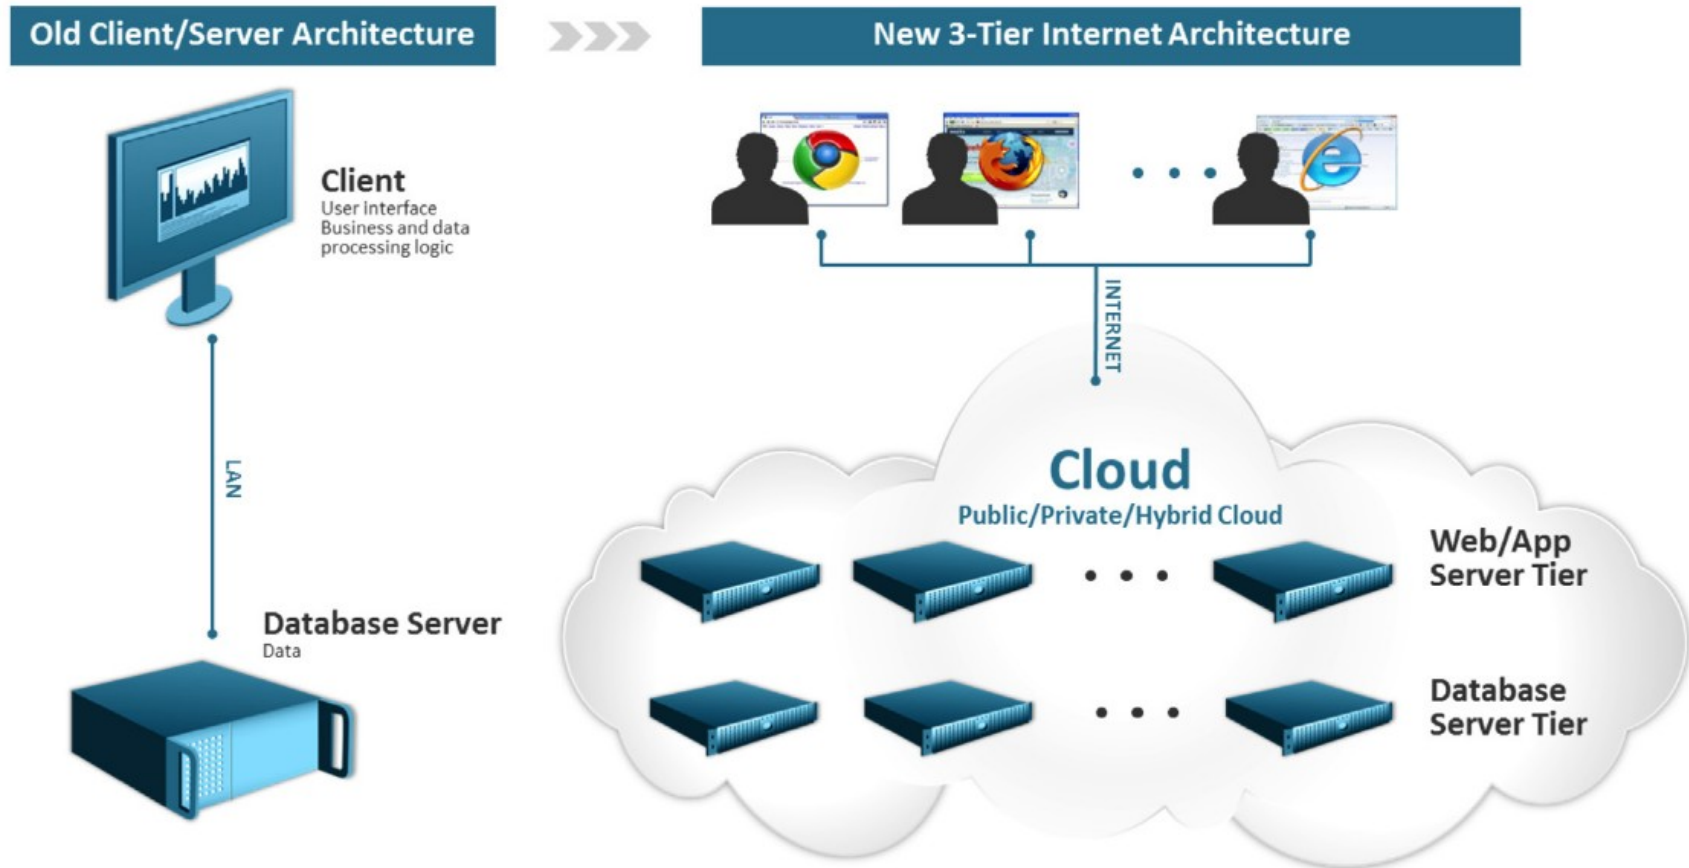 Old Client/Server Architecture
New 3-Tier Internet Architecture
Client
User interface
Business and data
processing logic
LAN
Database Server
Data
INTERNET
Cloud
Public/Private/Hybrid Cloud
Web/App
Server Tier
Database
Server Tier